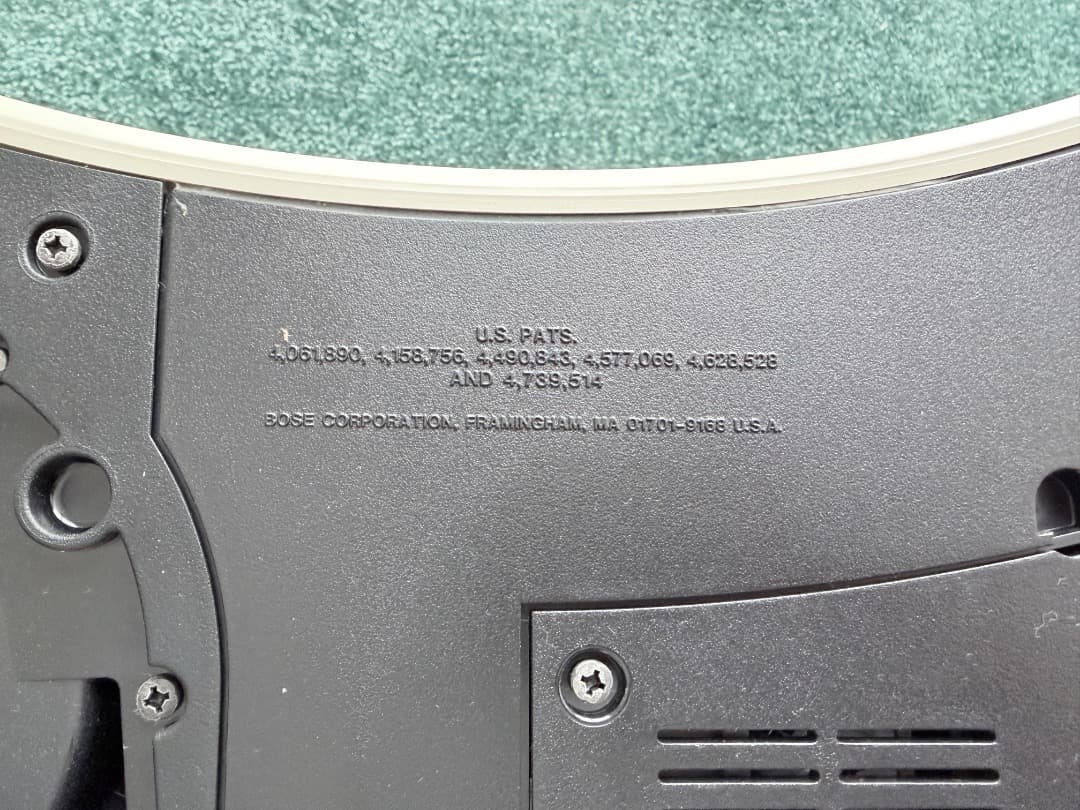 U.S. PATS.
4,061,890, 4,158,756, 4,490,843, 4,577,069, 4,628,528
AND 4,739,514
BOSE CORPORATION, FRAMINGHAM, MA 01701-9168 U.S.A.